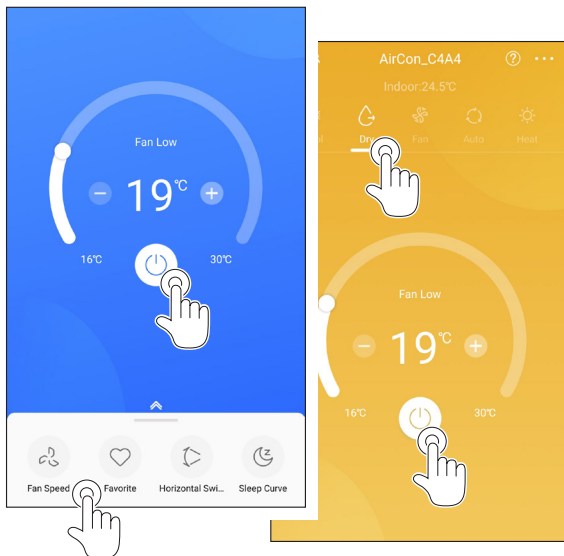 Fan Low
19℃
16℃
30℃
Fan Speed
Favorite
Horizontal Swi...
Sleep Curve
AirCon_C4A4
Indoor:24.5℃
Dry
Fan
Auto
Heat
Fan Low
19℃
16℃
30℃